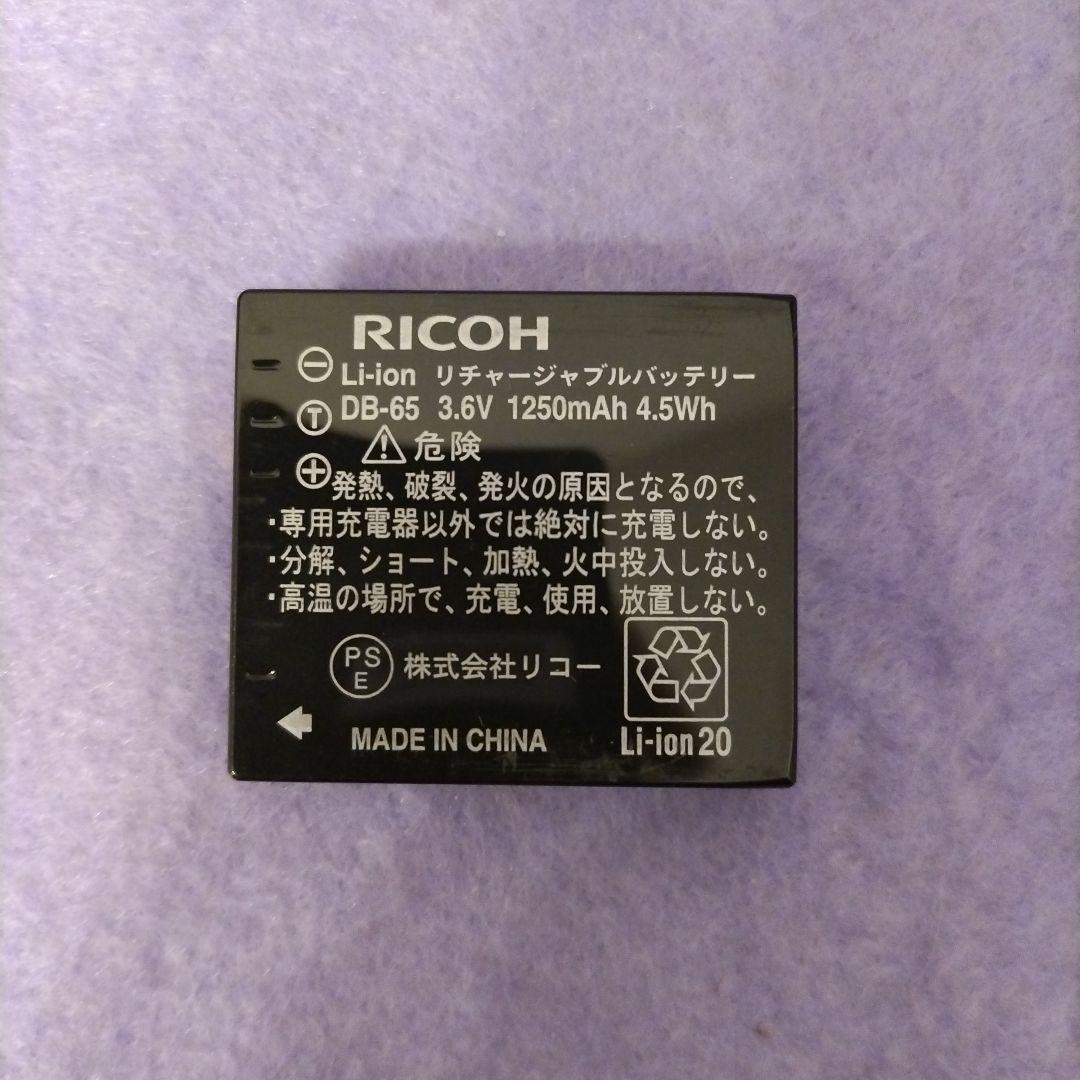 RICOH
⊖ Li-ion リチャージャブルバッテリー
Ⓣ DB-65 3.6V 1250mAh 4.5Wh
⚠危険
⊕ 発熱、破裂、発火の原因となるので、
・専用充電器以外では絶対に充電しない。
・分解、ショート、加熱、火中投入しない。
・高温の場所で、充電、使用、放置しない。
PS
E
株式会社リコー
MADE IN CHINA
Li-ion 20